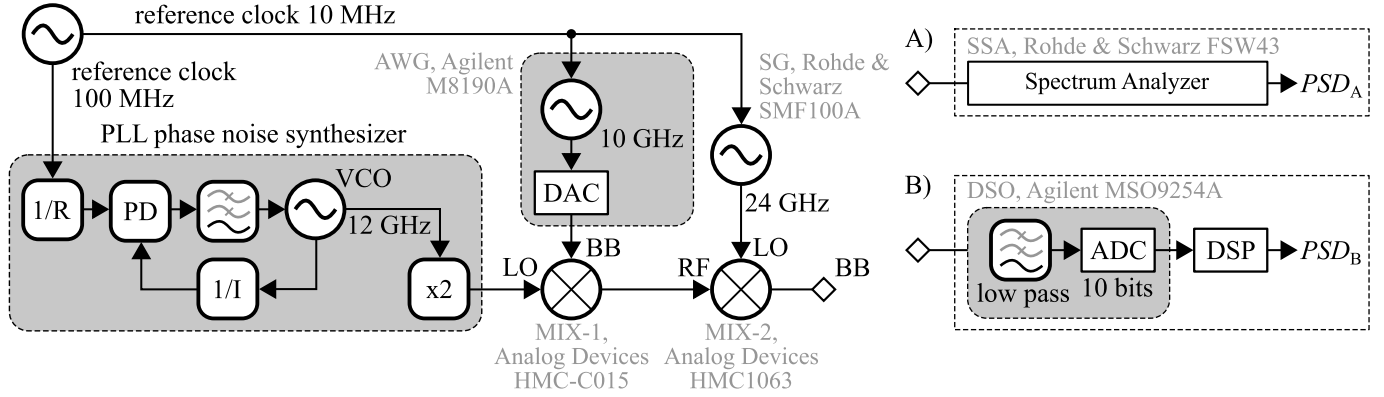 reference clock 10 MHz
reference clock
100 MHz
PLL phase noise synthesizer
1/R
PD
VCO
12 GHz
1/I
x2
AWG, Agilent
M8190A
10 GHz
DAC
SG, Rohde &
Schwarz
SMF100A
24 GHz
LO
BB
RF
LO
BB
MIX-1,
Analog Devices
HMC-C015
MIX-2,
Analog Devices
HMC1063
A)
SSA, Rohde & Schwarz FSW43
Spectrum Analyzer
PSDA
B)
DSO, Agilent MSO9254A
low pass
ADC
10 bits
DSP
PSDB